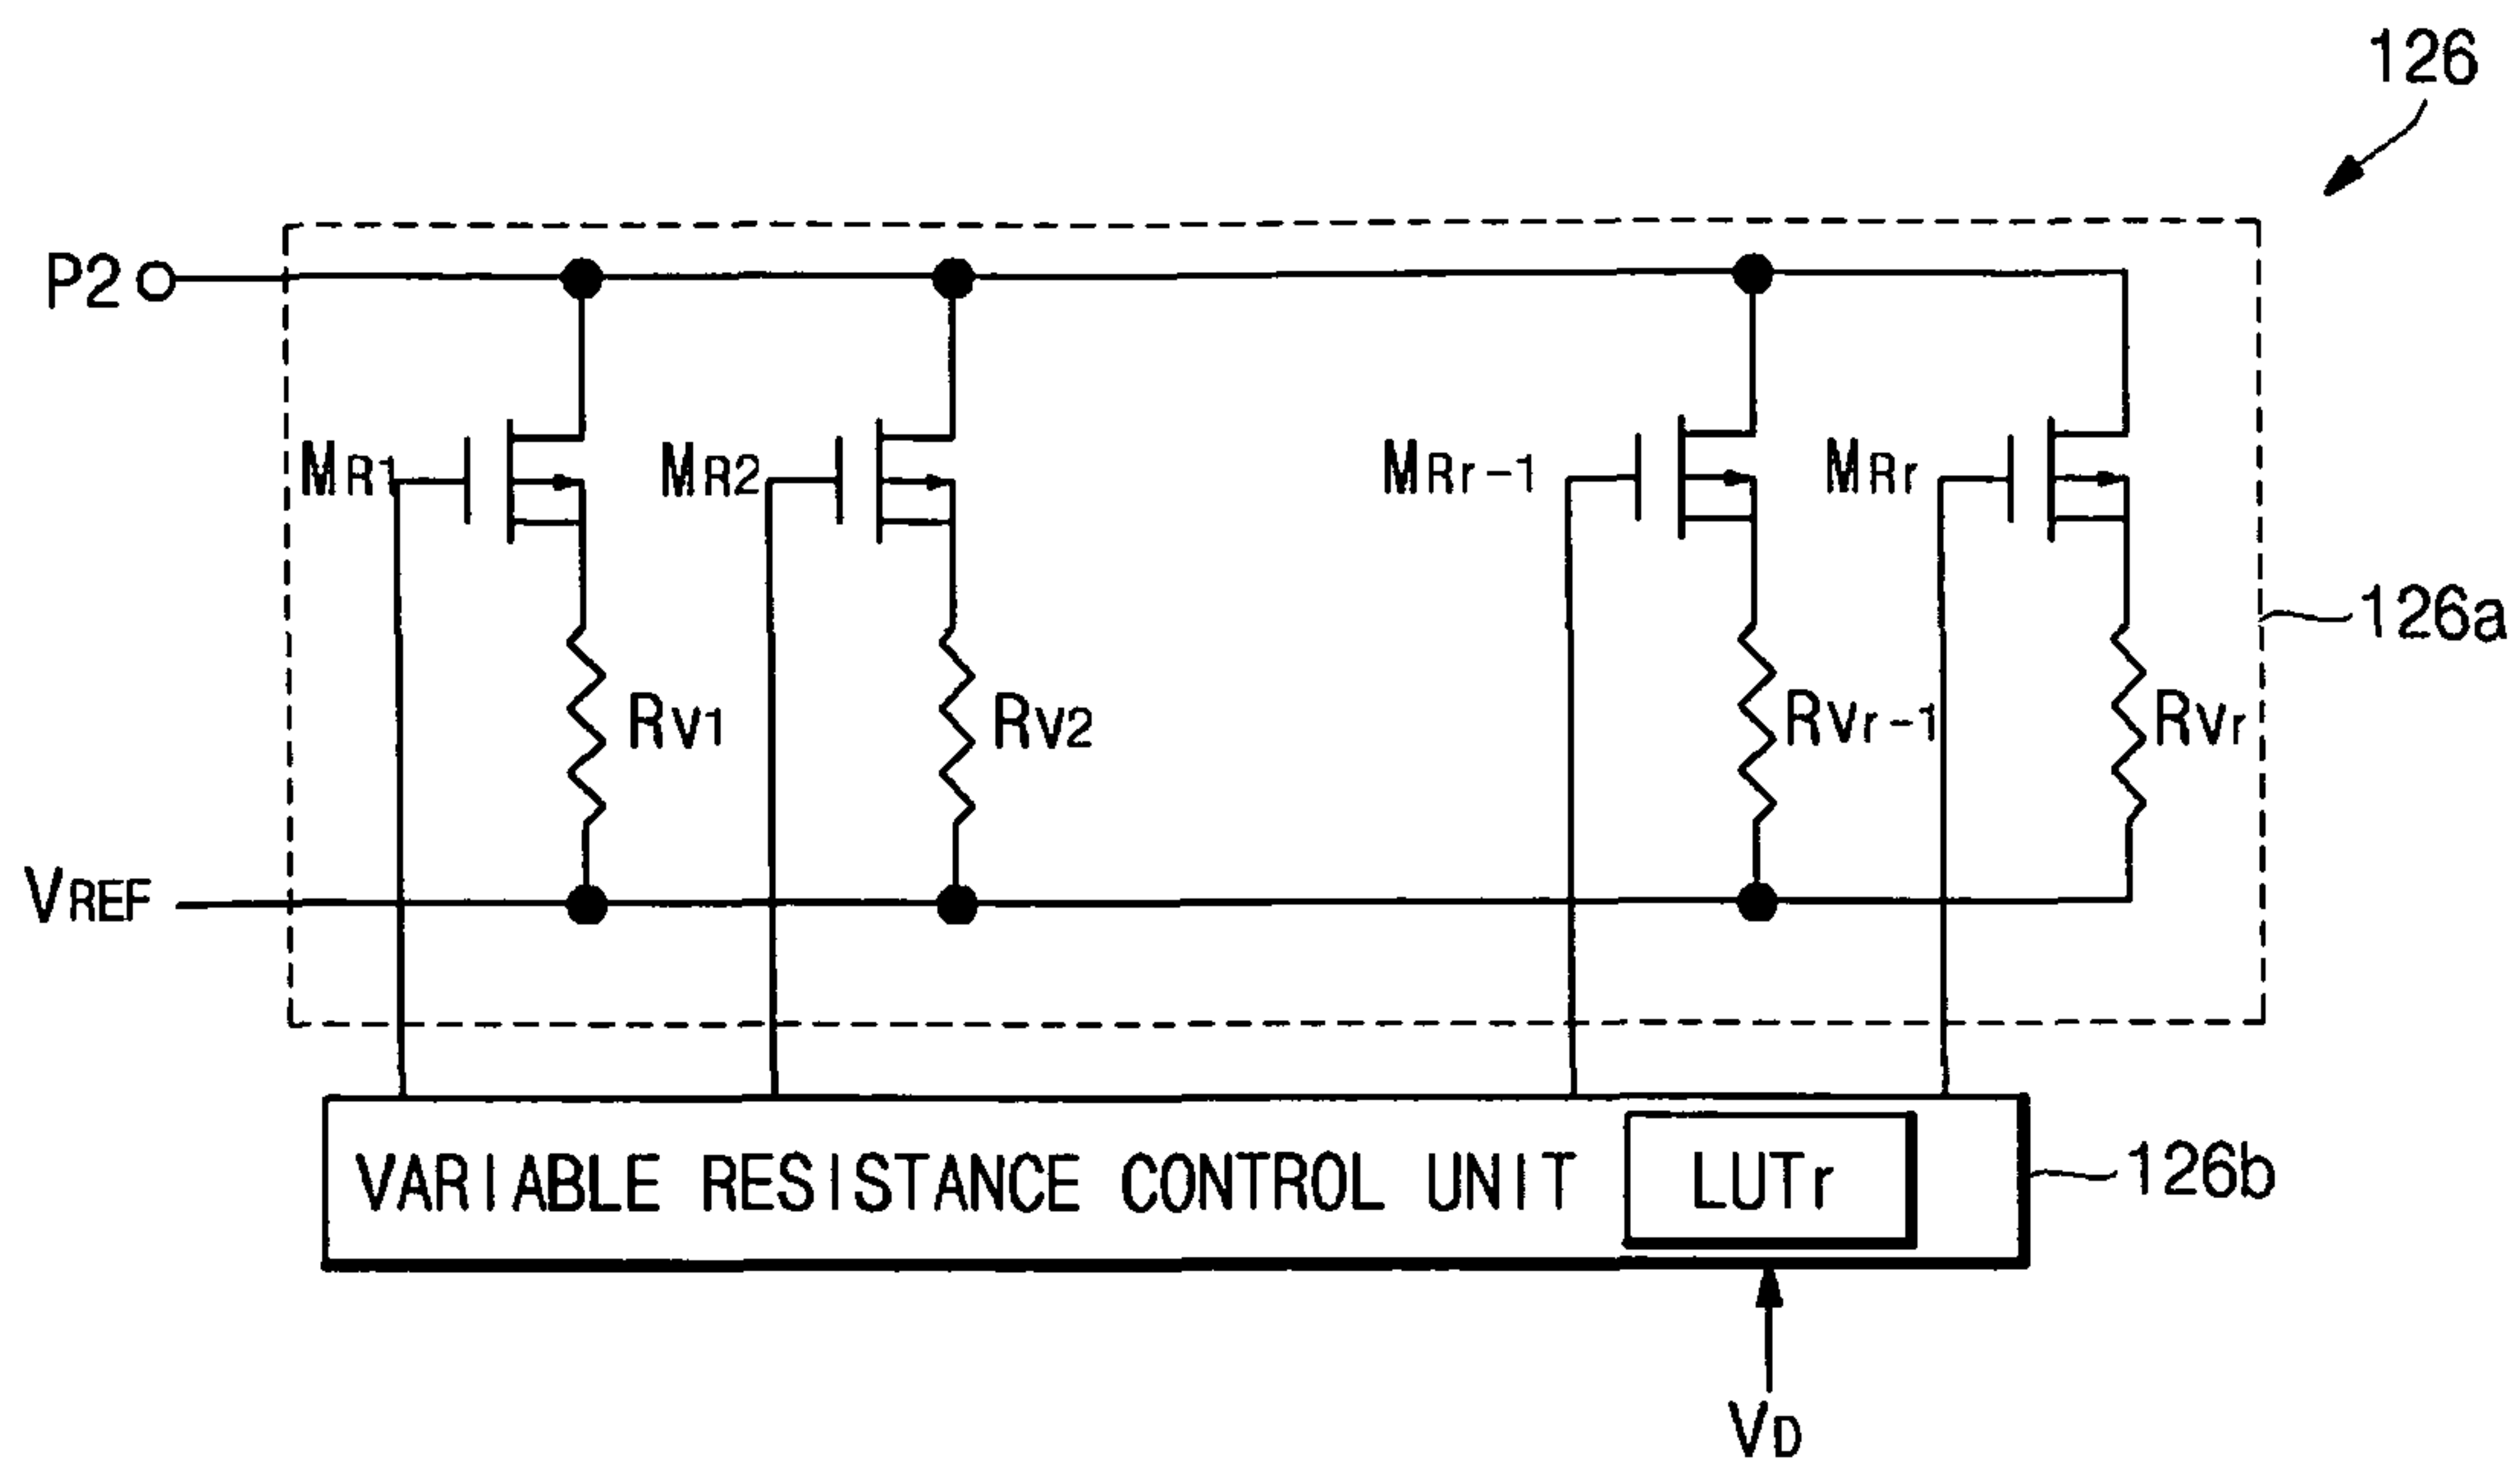 126
P2
MR1
MR2
MRr-1
MRr
126a
RV1
RV2
RVr-1
RVr
VREF
VARIABLE RESISTANCE CONTROL UNIT
LUTr
126b
VD